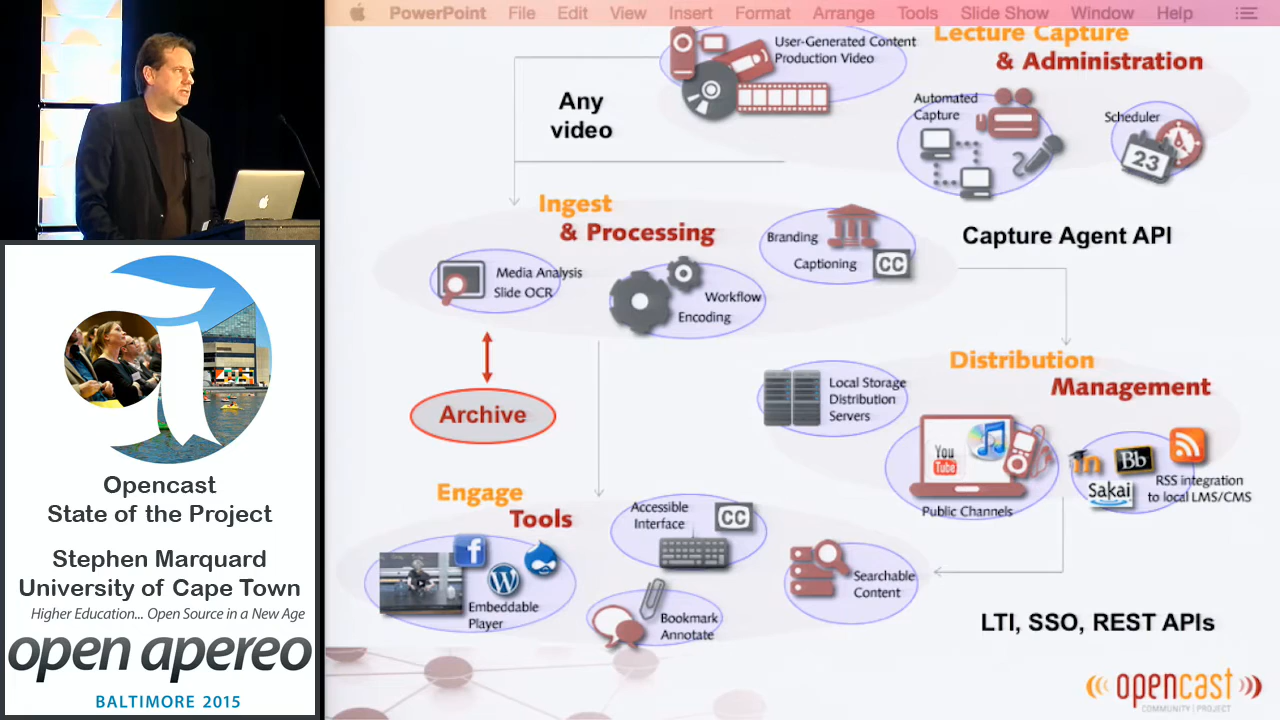 PowerPoint File Edit View Insert Format Arrange Tools Slide Show Window Help
User-Generated Content
Production Video
Lecture Capture
& Administration
Any
video
Automated
Capture
Scheduler
23
Ingest
& Processing
Branding
Captioning
CC
Capture Agent API
Media Analysis
Slide OCR
Workflow
Encoding
Distribution
Management
Local Storage
Distribution
Servers
Archive
You
Tube
Public Channels
in
Bb
Sakai
RSS integration
to local LMS/CMS
Engage
Tools
Accessible
Interface
CC
Embeddable
Player
Bookmark
Annotate
Searchable
Content
LTI, SSO, REST APIs
opencast
COMMUNITY | PROJECT
Opencast
State of the Project
Stephen Marquard
University of Cape Town
Higher Education... Open Source in a New Age
open apereo
BALTIMORE 2015